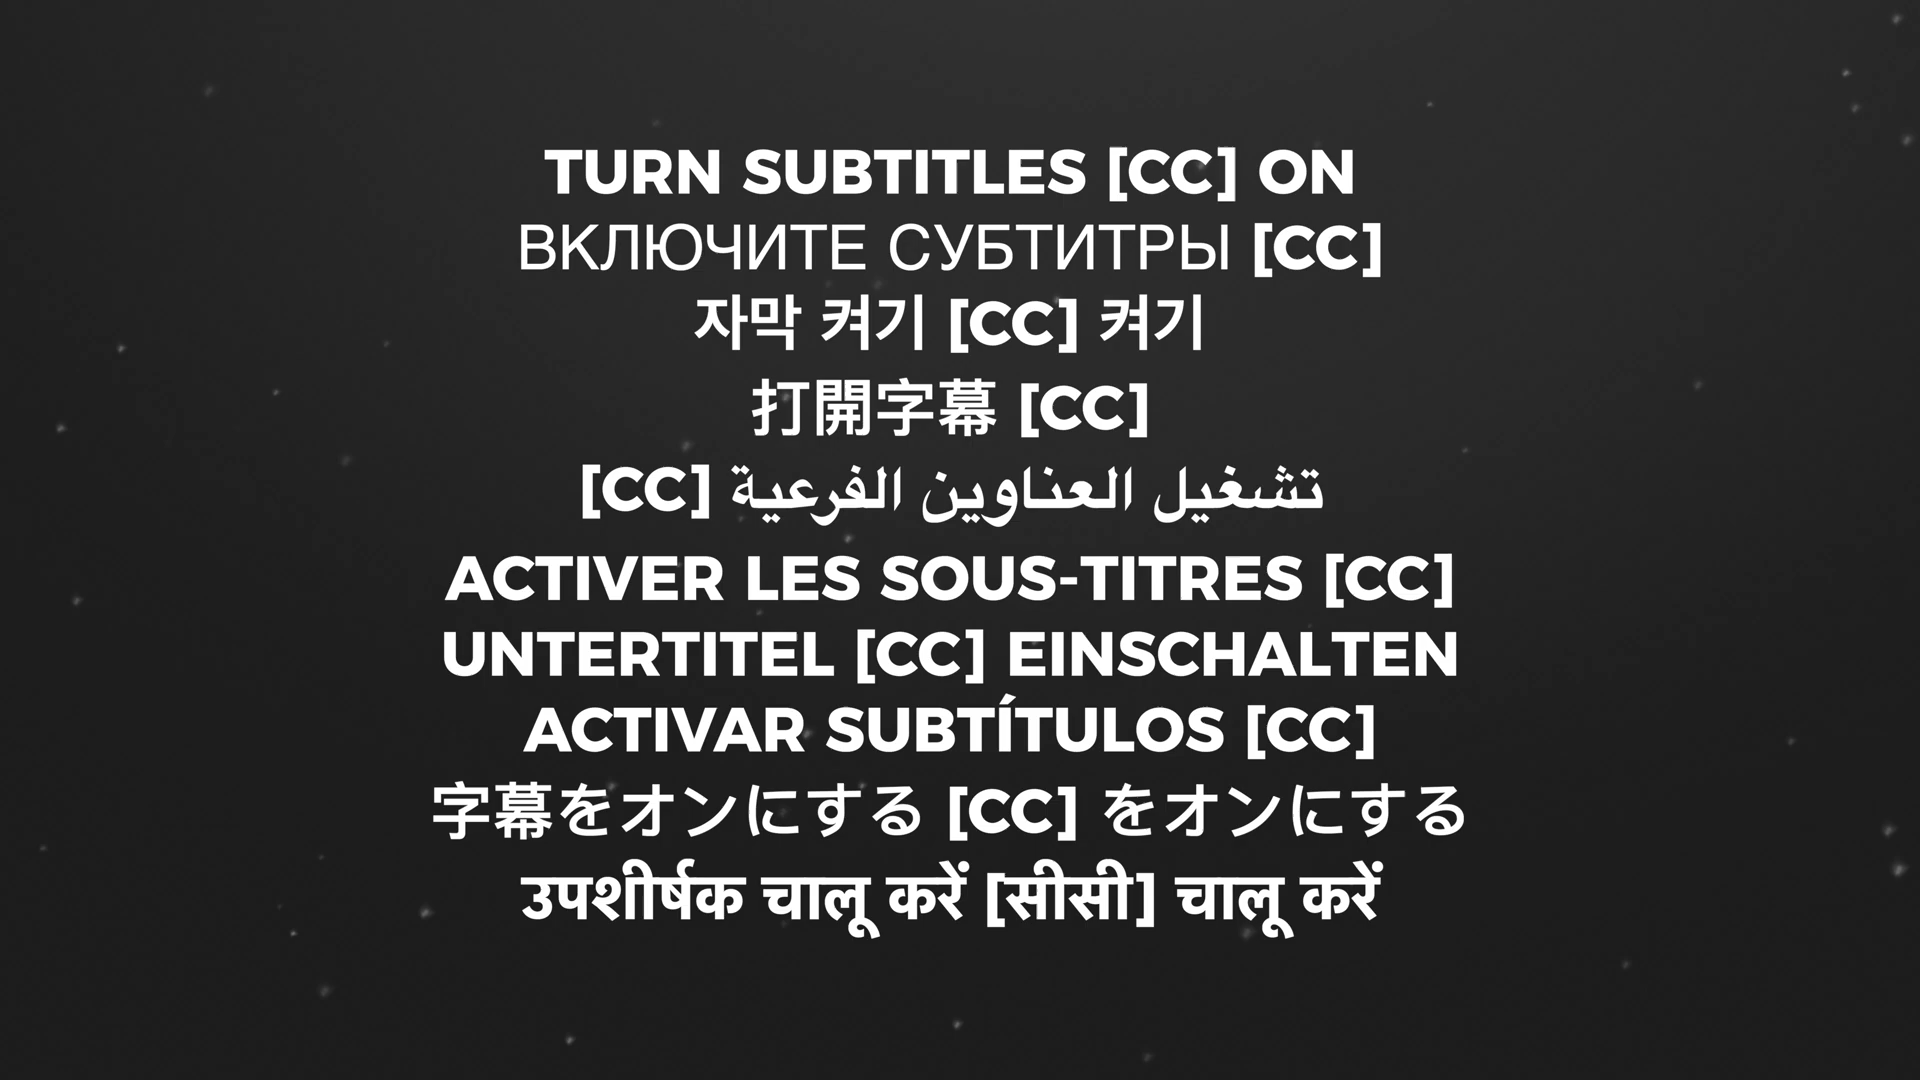 TURN SUBTITLES [CC] ON
ВКЛЮЧИТЕ СУБТИТРЫ [CC]
자막 켜기 [CC] 켜기
打開字幕 [CC]
تشغيل العناوين الفرعية [CC]
ACTIVER LES SOUS-TITRES [CC]
UNTERTITEL [CC] EINSCHALTEN
ACTIVAR SUBTÍTULOS [CC]
字幕をオンにする [CC] をオンにする
उपशीर्षक चालू करें [सीसी] चालू करें